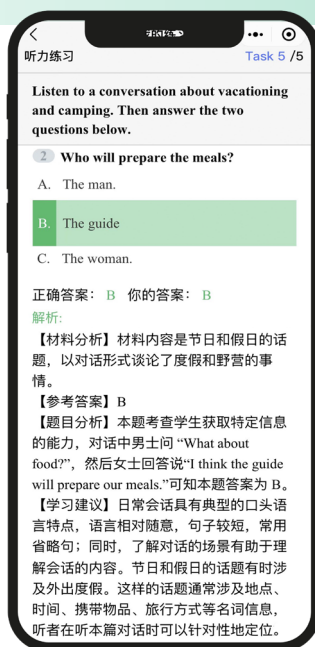 听力练习
Task 5 /5
Listen to a conversation about vacationing
and camping. Then answer the two
questions below.
2 Who will prepare the meals?
A. The man.
B. The guide
C. The woman.
正确答案： B 你的答案： B
解析:
【材料分析】材料内容是节日和假日的话
题，以对话形式谈论了度假和野营的事
情。
【参考答案】B
【题目分析】本题考查学生获取特定信息
的能力，对话中男士问 “What about
food?”，然后女士回答说“I think the guide
will prepare our meals.”可知本题答案为 B。
【学习建议】日常会话具有典型的口头语
言特点，语言相对随意，句子较短，常用
省略句；同时，了解对话的场景有助于理
解会话的内容。节日和假日的话题有时涉
及外出度假。这样的话题通常涉及地点、
时间、携带物品、旅行方式等名词信息，
听者在听本篇对话时可以针对性地定位。